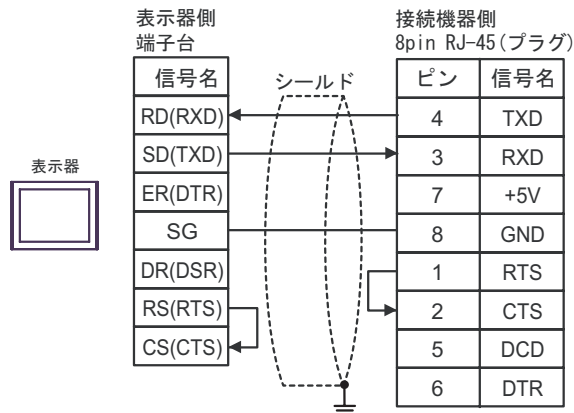 表示器側
端子台
接続機器側
8pin RJ-45(プラグ)
表示器
シールド
信号名
RD(RXD)
SD(TXD)
ER(DTR)
SG
DR(DSR)
RS(RTS)
CS(CTS)
ピン 信号名
4 TXD
3 RXD
7 +5V
8 GND
1 RTS
2 CTS
5 DCD
6 DTR